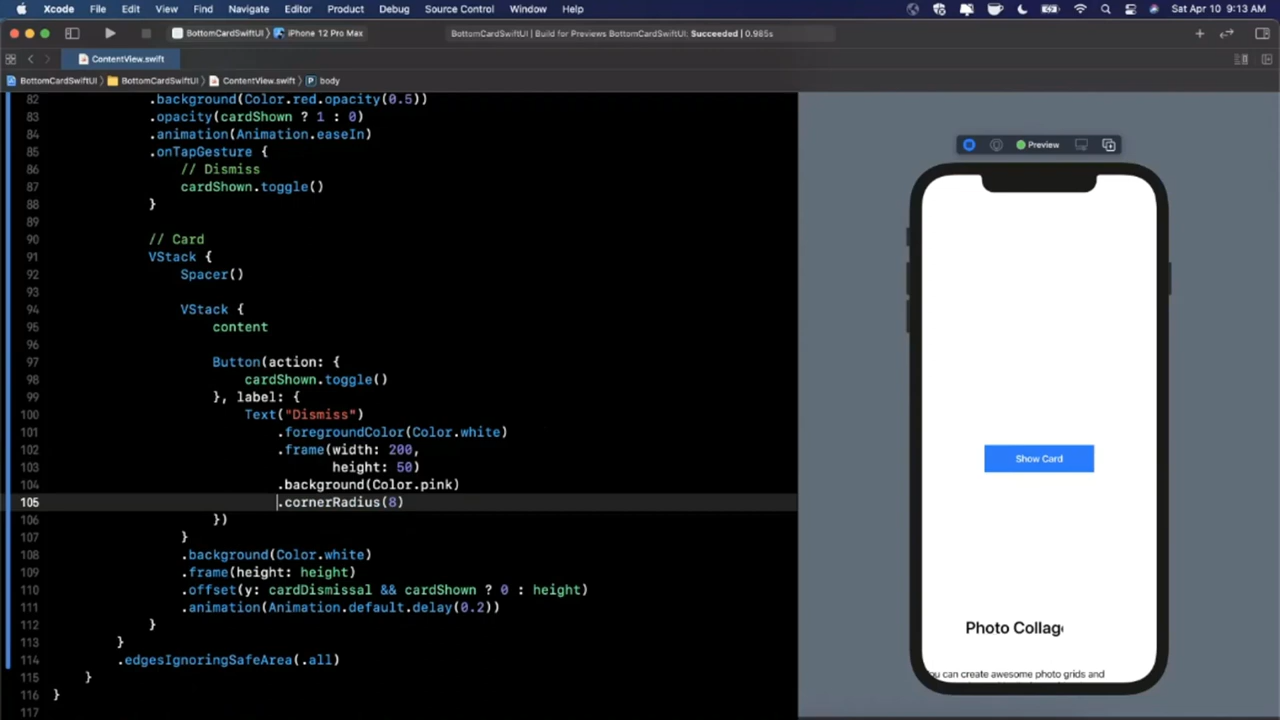 Xcode File Edit View Find Navigate Editor Product Debug Source Control Window Help Sat Apr 10 9:13 AM
BottomCardSwiftUI 〉 iPhone 12 Pro Max BottomCardSwiftUI | Build for Previews BottomCardSwiftUI: Succeeded | 0.985s
ContentView.swift
BottomCardSwiftUI 〉 BottomCardSwiftUI 〉 ContentView.swift 〉 P body
82 .background(Color.red.opacity(0.5))
83 .opacity(cardShown ? 1 : 0)
84 .animation(Animation.easeIn)
85 .onTapGesture {
86 // Dismiss
87 cardShown.toggle()
88 }
89
90 // Card
91 VStack {
92 Spacer()
93
94 VStack {
95 content
96
97 Button(action: {
98 cardShown.toggle()
99 }, label: {
100 Text("Dismiss")
101 .foregroundColor(Color.white)
102 .frame(width: 200,
103 height: 50)
104 .background(Color.pink)
105 .cornerRadius(8)
106 })
107 }
108 .background(Color.white)
109 .frame(height: height)
110 .offset(y: cardDismissal && cardShown ? 0 : height)
111 .animation(Animation.default.delay(0.2))
112 }
113 }
114 .edgesIgnoringSafeArea(.all)
115 }
116 }
117
Preview
Show Card
Photo Collag
can create awesome photo grids and